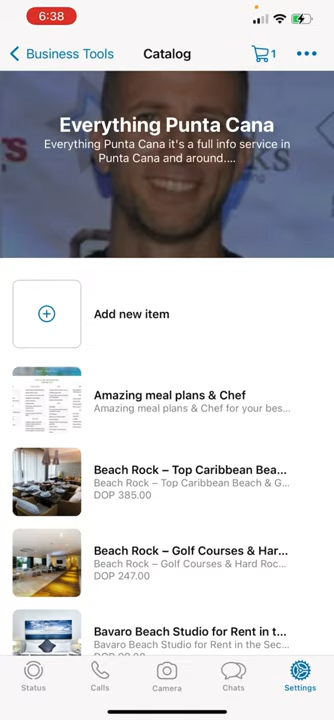 6:38
Business Tools
Catalog
1
Everything Punta Cana
Everything Punta Cana it's a full info service in
Punta Cana and around....
Add new item
Amazing meal plans & Chef
Amazing meal plans & Chef for your bes...
Beach Rock – Top Caribbean Bea...
Beach Rock – Top Caribbean Beach & G...
DOP 385.00
Beach Rock – Golf Courses & Har...
Beach Rock – Golf Courses & Hard Roc...
DOP 247.00
Bavaro Beach Studio for Rent in t...
Bavaro Beach Studio for Rent in the Sec...
Status
Calls
Camera
Chats
Settings